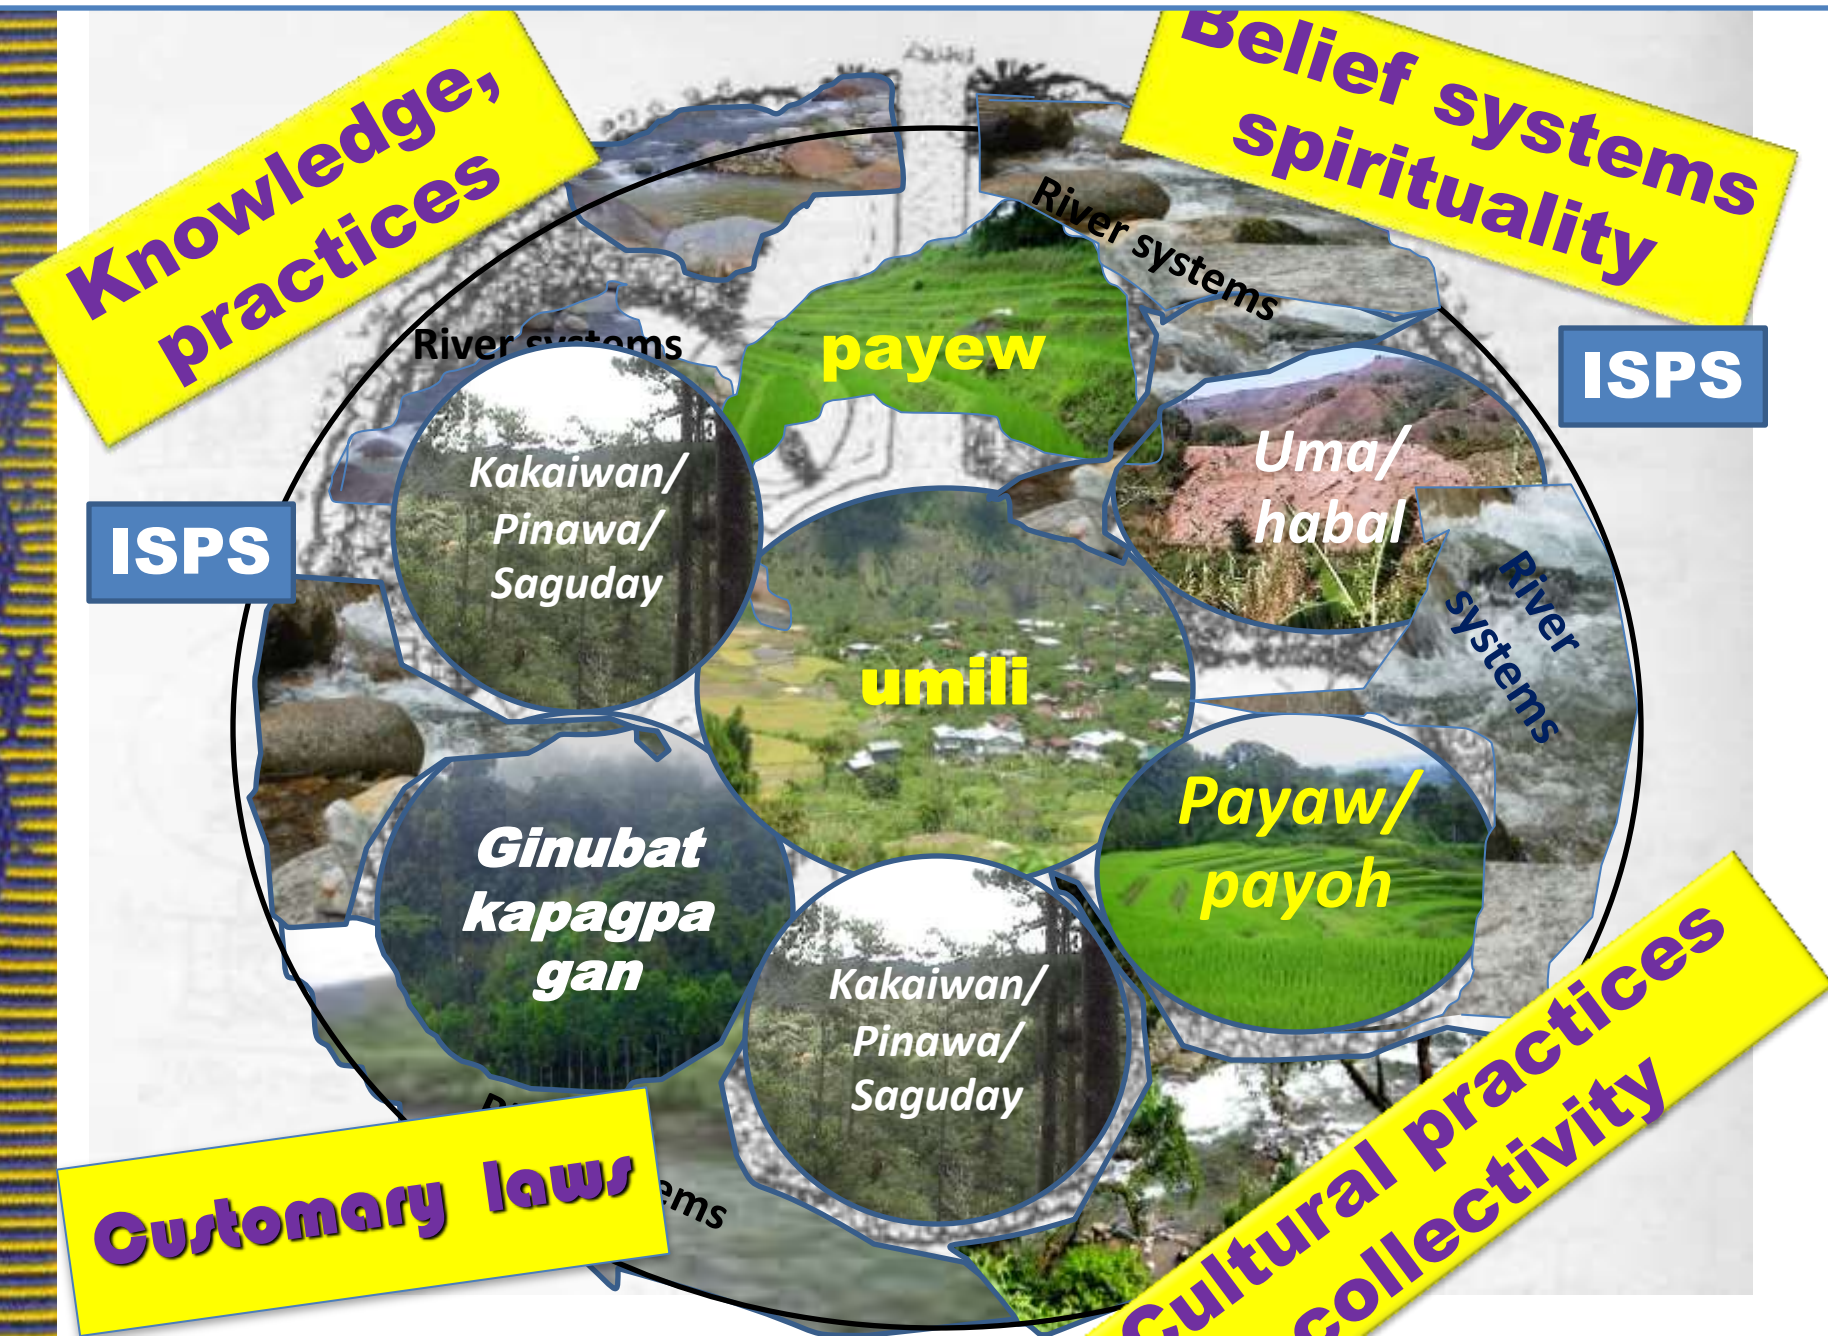 Knowledge,
practices
Belief systems
spirituality
River systems
River systems
payew
ISPS
ISPS
Kakaiwan/
Pinawa/
Saguday
Uma/
habal
River
systems
umili
Payaw/
payoh
Ginubat
kapagpa
gan
Kakaiwan/
Pinawa/
Saguday
Customary laws
ems
Cultural practices
collectivity